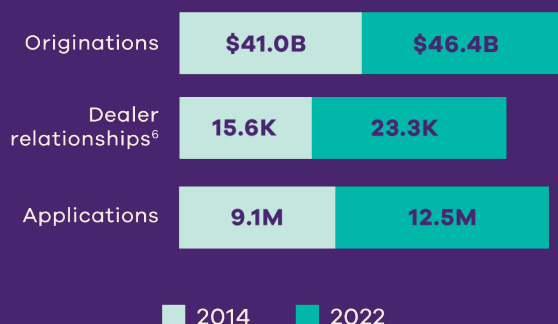 Originations $41.0B $46.4B
Dealer
relationships⁶ 15.6K 23.3K
Applications 9.1M 12.5M
2014 2022